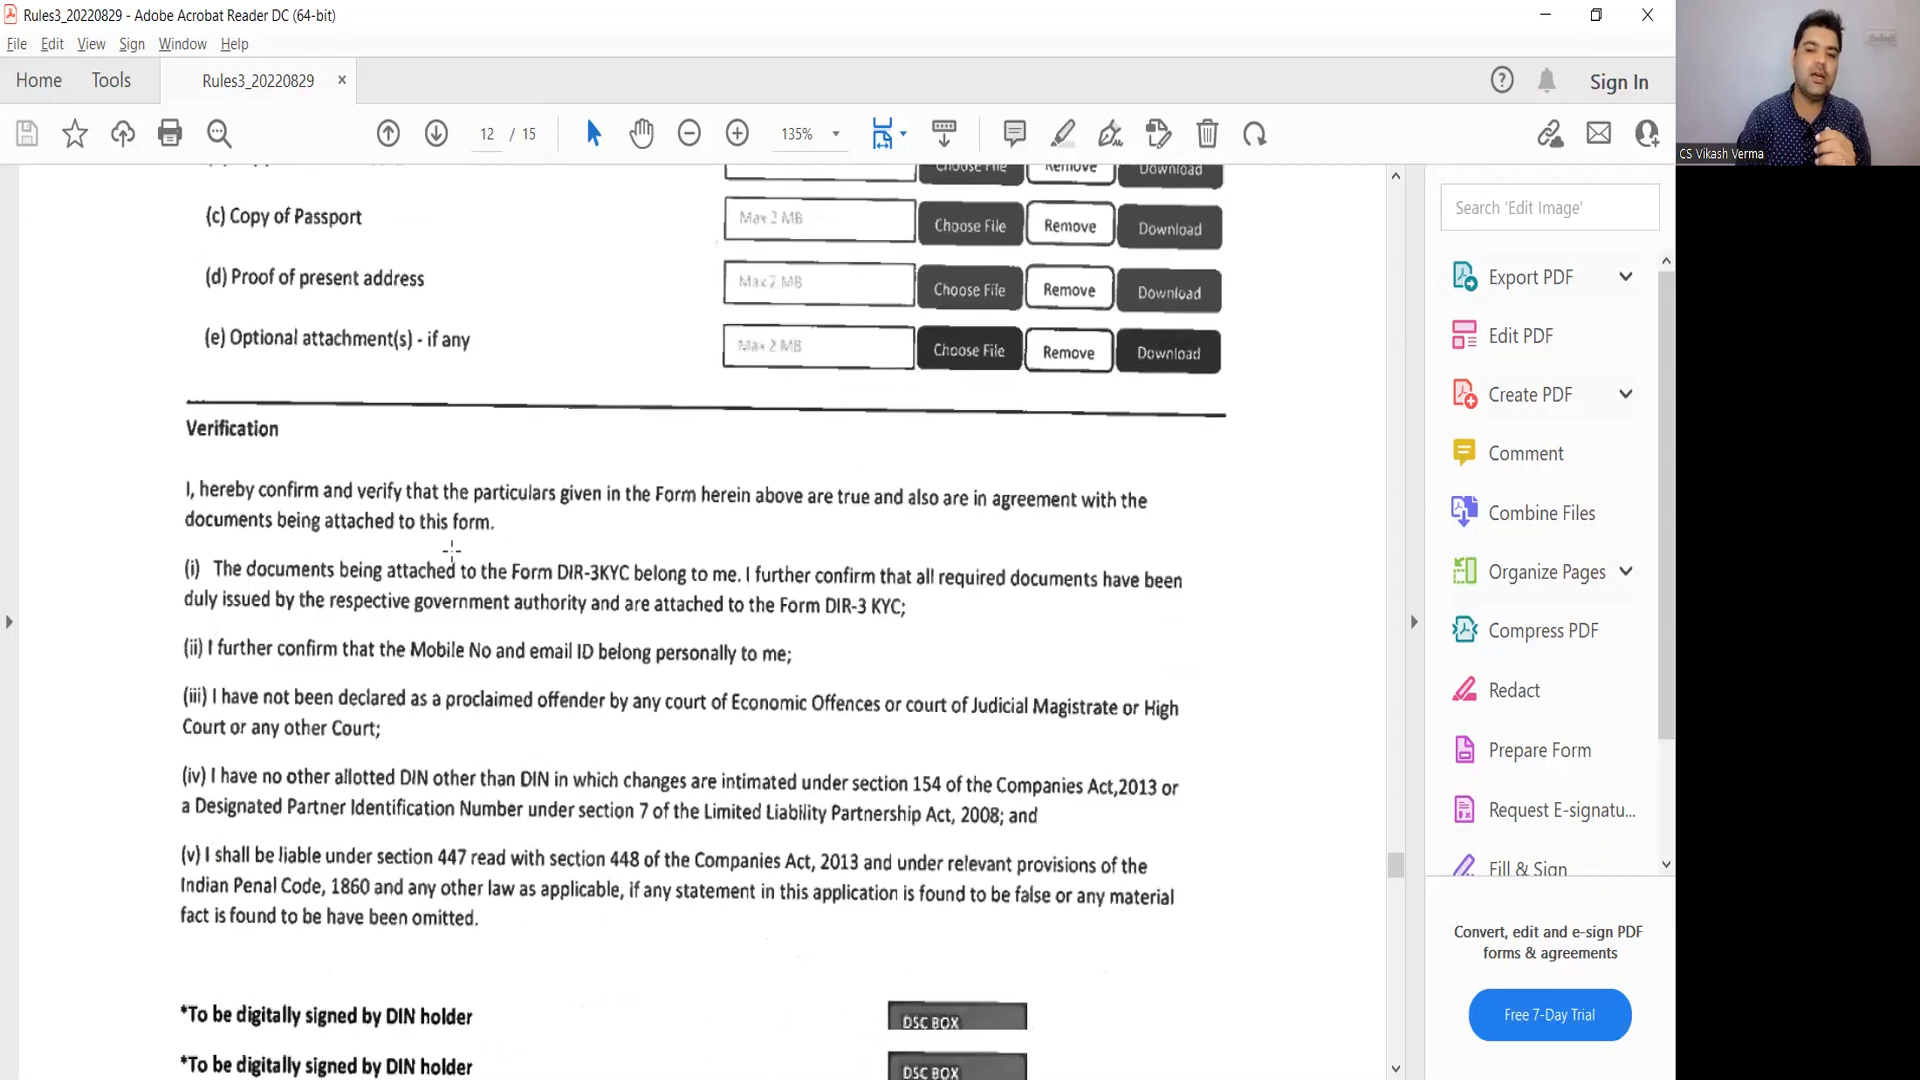 Rules3_20220829 - Adobe Acrobat Reader DC (64-bit)
File Edit View Sign Window Help
Home Tools Rules3_20220829 × Sign In
12 / 15 135%
CS Vikash Verma
Choose File Remove Download
(c) Copy of Passport Max 2 MB Choose File Remove Download
(d) Proof of present address Max 2 MB Choose File Remove Download
(e) Optional attachment(s) - if any Max 2 MB Choose File Remove Download
Verification
I, hereby confirm and verify that the particulars given in the Form herein above are true and also are in agreement with the
documents being attached to this form.
(i) The documents being attached to the Form DIR-3KYC belong to me. I further confirm that all required documents have been
duly issued by the respective government authority and are attached to the Form DIR-3 KYC;
(ii) I further confirm that the Mobile No and email ID belong personally to me;
(iii) I have not been declared as a proclaimed offender by any court of Economic Offences or court of Judicial Magistrate or High
Court or any other Court;
(iv) I have no other allotted DIN other than DIN in which changes are intimated under section 154 of the Companies Act,2013 or
a Designated Partner Identification Number under section 7 of the Limited Liability Partnership Act, 2008; and
(v) I shall be liable under section 447 read with section 448 of the Companies Act, 2013 and under relevant provisions of the
Indian Penal Code, 1860 and any other law as applicable, if any statement in this application is found to be false or any material
fact is found to be have been omitted.
*To be digitally signed by DIN holder DSC BOX
*To be digitally signed by DIN holder DSC BOX
Search 'Edit Image'
Export PDF
Edit PDF
Create PDF
Comment
Combine Files
Organize Pages
Compress PDF
Redact
Prepare Form
Request E-signatu...
Fill & Sign
Convert, edit and e-sign PDF
forms & agreements
Free 7-Day Trial